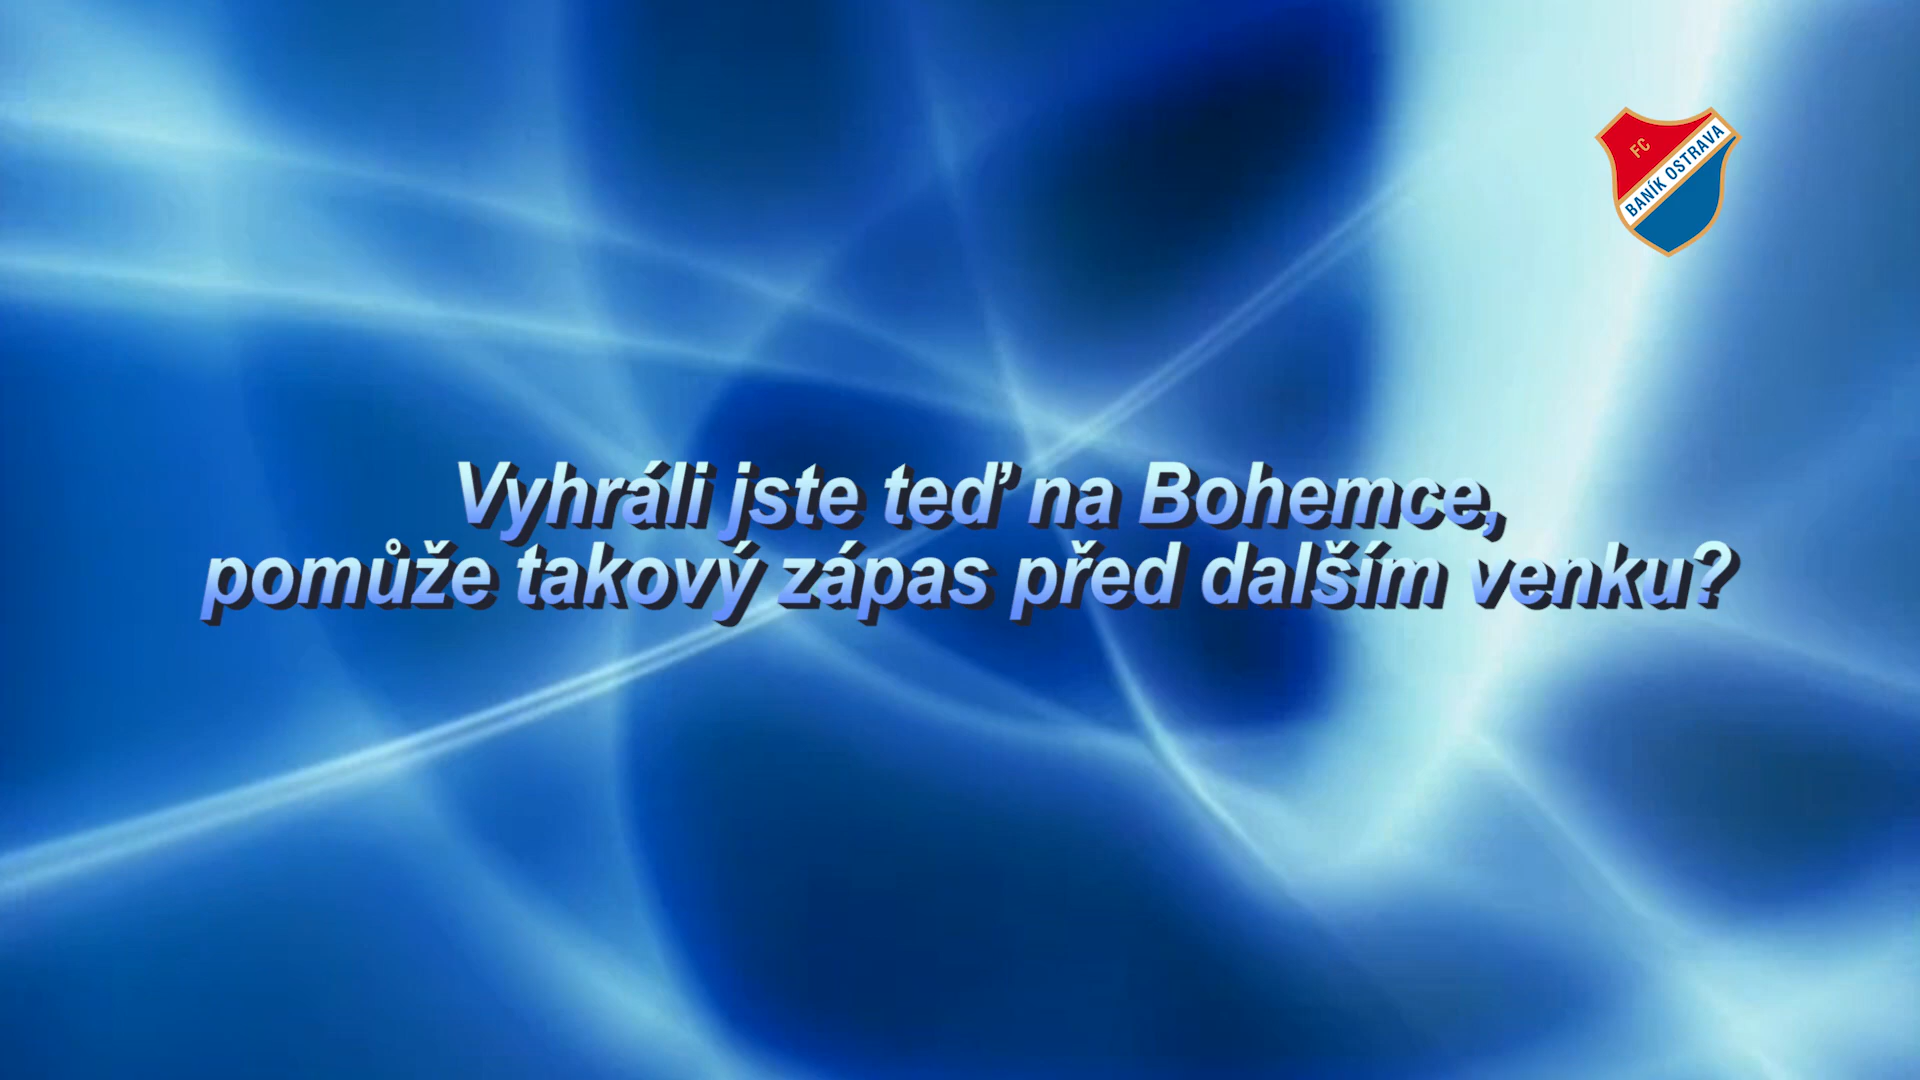 FC
BANÍK OSTRAVA
Vyhráli jste teď na Bohemce,
pomůže takový zápas před dalším venku?